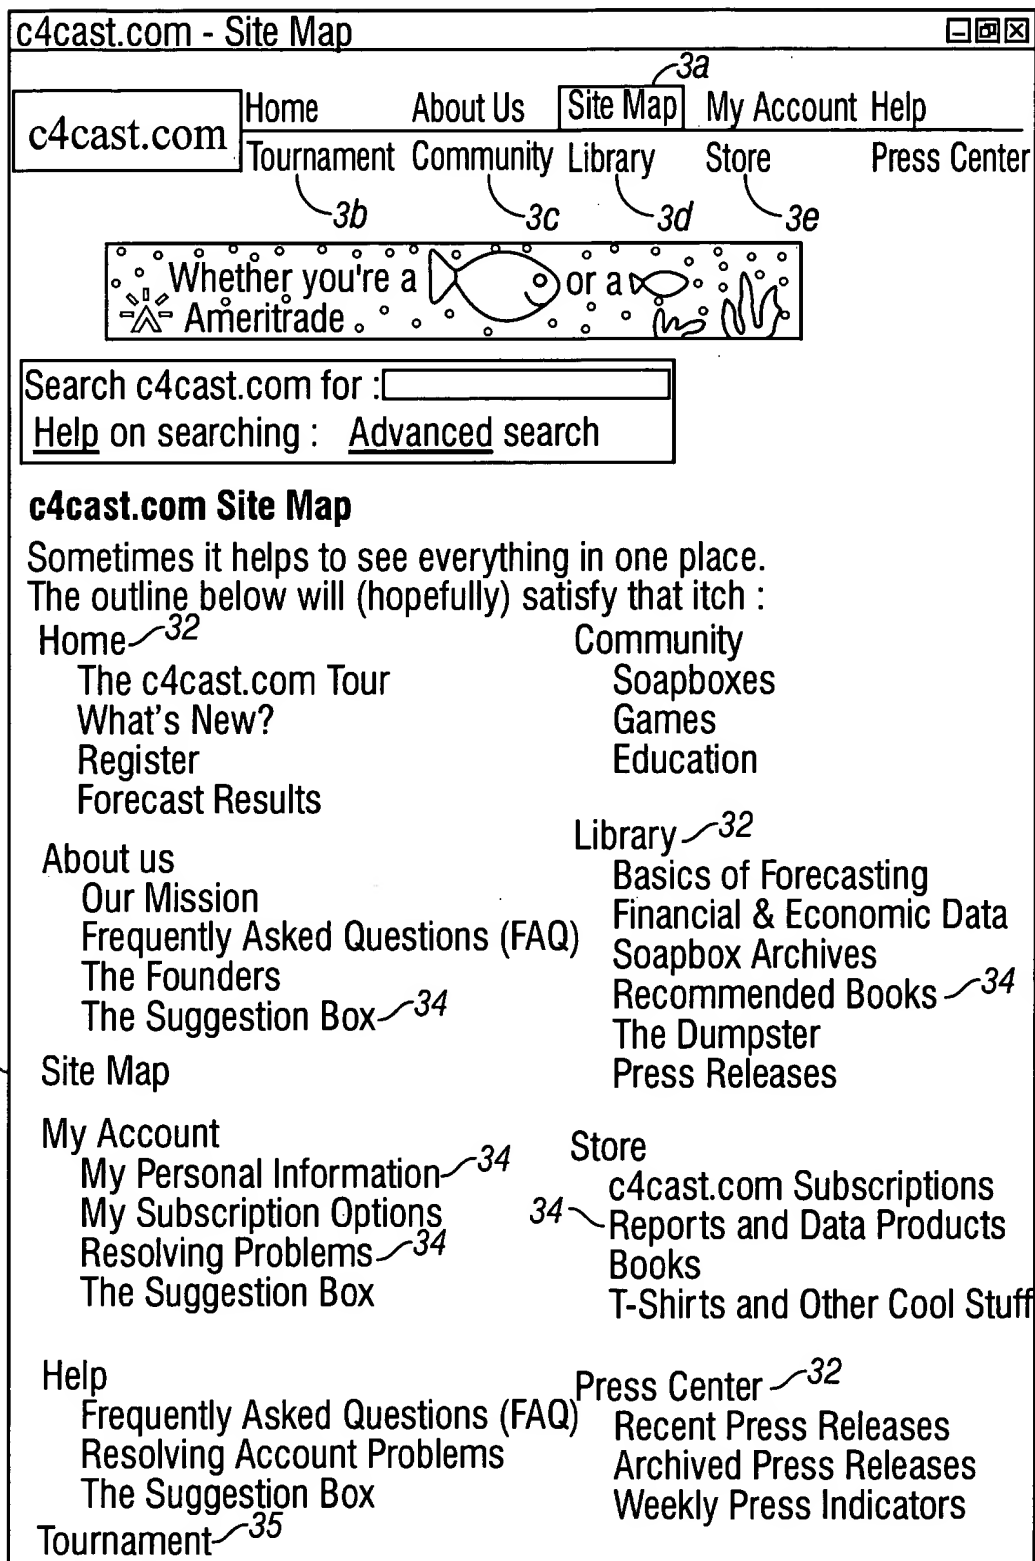 c4cast.com - Site Map
3a
c4cast.com
Home About Us Site Map My Account Help
Tournament Community Library Store Press Center
3b 3c 3d 3e
Whether you're a or a
Ameritrade
Search c4cast.com for :
Help on searching : Advanced search
c4cast.com Site Map
Sometimes it helps to see everything in one place.
The outline below will (hopefully) satisfy that itch :
Home 32
The c4cast.com Tour
What's New?
Register
Forecast Results
About us
Our Mission
Frequently Asked Questions (FAQ)
The Founders
The Suggestion Box 34
Site Map
My Account
My Personal Information 34
My Subscription Options
Resolving Problems 34
The Suggestion Box
Help
Frequently Asked Questions (FAQ)
Resolving Account Problems
The Suggestion Box
Tournament 35
Community
Soapboxes
Games
Education
Library 32
Basics of Forecasting
Financial & Economic Data
Soapbox Archives
Recommended Books 34
The Dumpster
Press Releases
Store
c4cast.com Subscriptions
34 Reports and Data Products
Books
T-Shirts and Other Cool Stuff
Press Center 32
Recent Press Releases
Archived Press Releases
Weekly Press Indicators